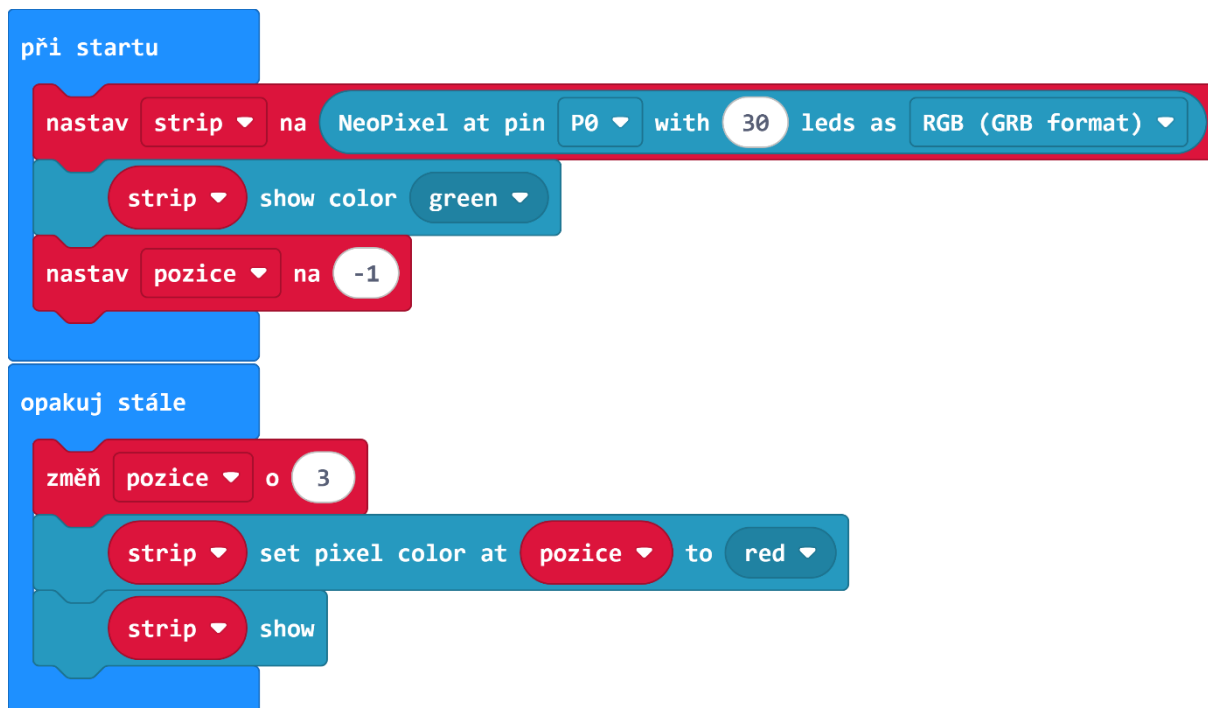 při startu
nastav strip na NeoPixel at pin P0 with 30 leds as RGB (GRB format)
strip show color green
nastav pozice na -1
opakuj stále
změň pozice o 3
strip set pixel color at pozice to red
strip show